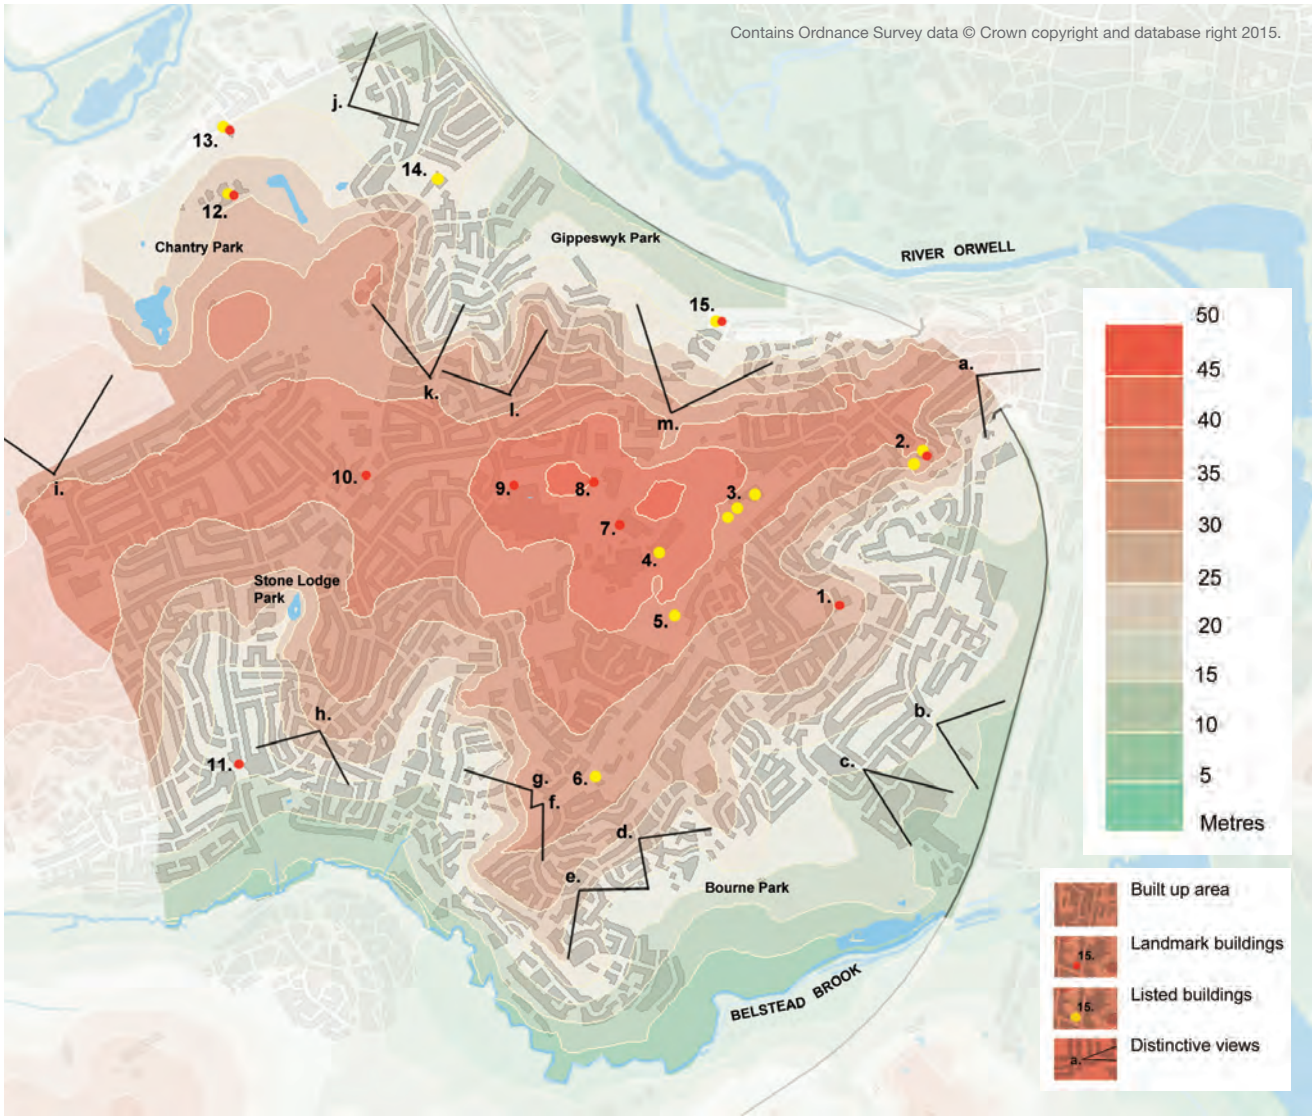 Contains Ordnance Survey data © Crown copyright and database right 2015.
j.
13.
14.
12.
Chantry Park
Gippeswyk Park
RIVER ORWELL
15.
a.
k.
l.
m.
i.
2.
10.
9.
8.
3.
7.
4.
Stone Lodge
Park
1.
5.
h.
b.
11.
g.
6.
c.
f.
d.
e.
Bourne Park
BELSTEAD BROOK
50
45
40
35
30
25
20
15
10
5
Metres
Built up area
15.
Landmark buildings
15.
Listed buildings
a.
Distinctive views